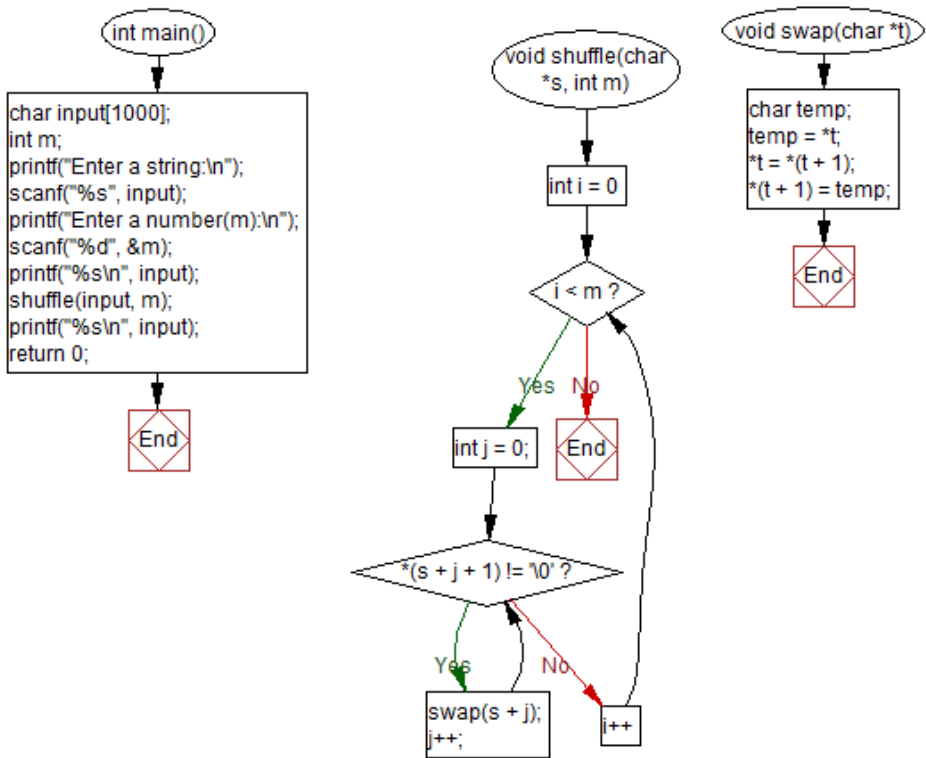 int main()
char input[1000];
int m;
printf("Enter a string:\n");
scanf("%s", input);
printf("Enter a number(m):\n");
scanf("%d", &m);
printf("%s\n", input);
shuffle(input, m);
printf("%s\n", input);
return 0;
End
void shuffle(char
*s, int m)
int i = 0
i < m ?
Yes
No
int j = 0;
End
*(s + j + 1) != '\0' ?
Yes
No
swap(s + j);
j++;
i++
void swap(char *t)
char temp;
temp = *t;
*t = *(t + 1);
*(t + 1) = temp;
End